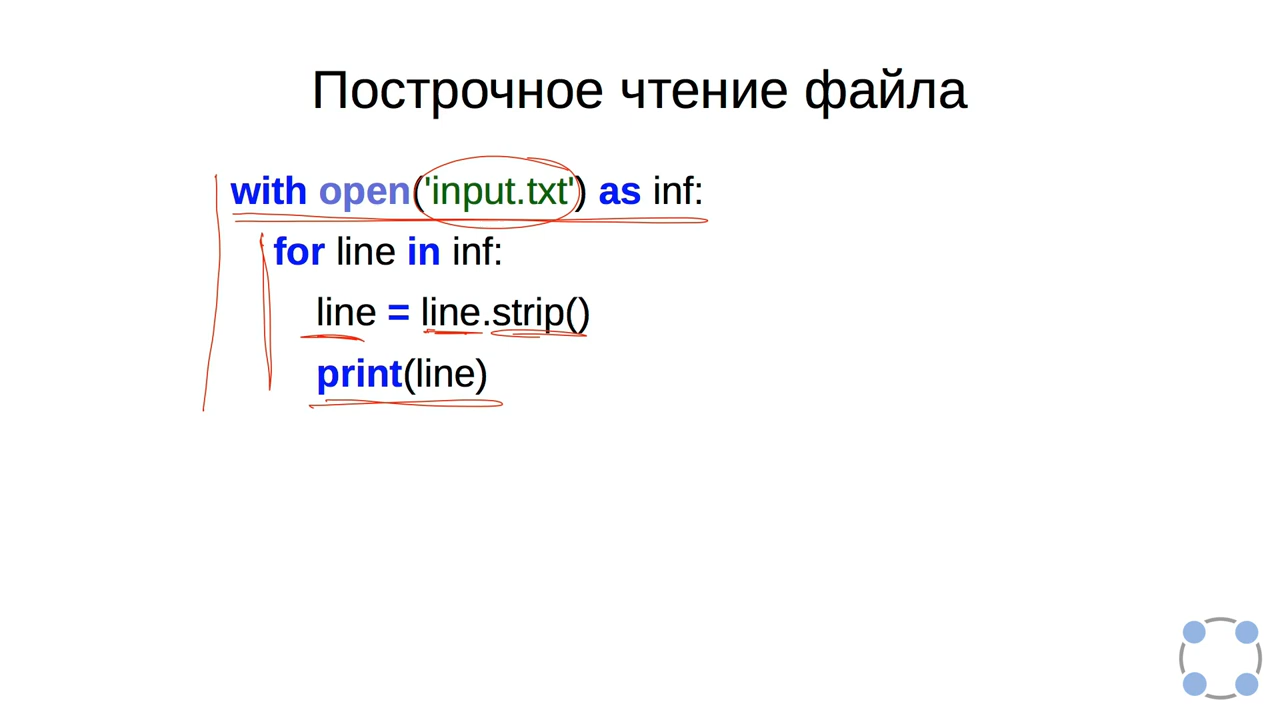 Построчное чтение файла
with open('input.txt') as inf:
for line in inf:
line = line.strip()
print(line)